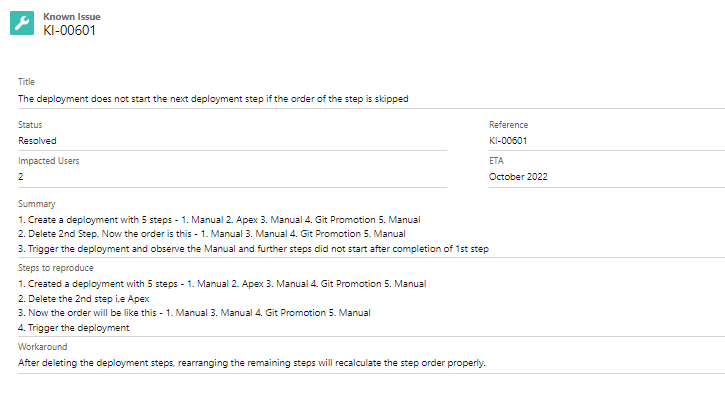 Known Issue
KI-00601
Title
The deployment does not start the next deployment step if the order of the step is skipped
Status
Reference
Resolved
KI-00601
Impacted Users
ETA
2
October 2022
Summary
1. Create a deployment with 5 steps - 1. Manual 2. Apex 3. Manual 4. Git Promotion 5. Manual
2. Delete 2nd Step. Now the order is this - 1. Manual 3. Manual 4. Git Promotion 5. Manual
3. Trigger the deployment and observe the Manual and further steps did not start after completion of 1st step
Steps to reproduce
1. Created a deployment with 5 steps - 1. Manual 2. Apex 3. Manual 4. Git Promotion 5. Manual
2. Delete the 2nd step i.e Apex
3. Now the order will be like this - 1. Manual 3. Manual 4. Git Promotion 5. Manual
4. Trigger the deployment
Workaround
After deleting the deployment steps, rearranging the remaining steps will recalculate the step order properly.